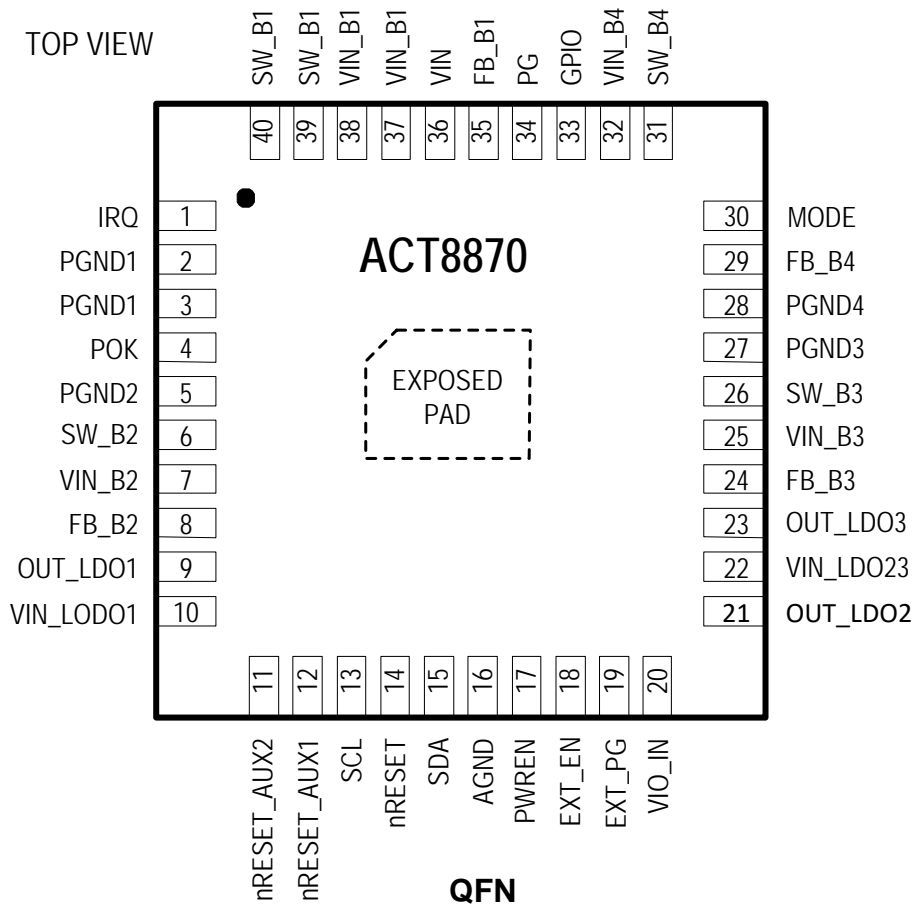 TOP VIEW
SW_B1
SW_B1
VIN_B1
VIN_B1
VIN
FB_B1
PG
GPIO
VIN_B4
SW_B4
40
39
38
37
36
35
34
33
32
31
IRQ 1
PGND1 2
PGND1 3
POK 4
PGND2 5
SW_B2 6
VIN_B2 7
FB_B2 8
OUT_LDO1 9
VIN_LODO1 10
ACT8870
EXPOSED
PAD
30 MODE
29 FB_B4
28 PGND4
27 PGND3
26 SW_B3
25 VIN_B3
24 FB_B3
23 OUT_LDO3
22 VIN_LDO23
21 OUT_LDO2
11
12
13
14
15
16
17
18
19
20
nRESET_AUX2
nRESET_AUX1
SCL
nRESET
SDA
AGND
PWREN
EXT_EN
EXT_PG
VIO_IN
QFN